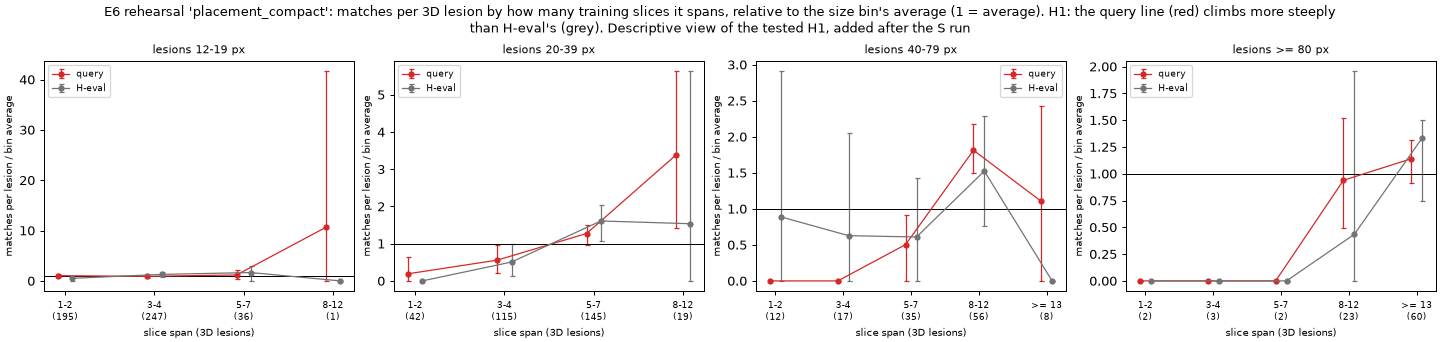 E6 rehearsal 'placement_compact': matches per 3D lesion by how many training slices it spans, relative to the size bin's average (1 = average). H1: the query line (red) climbs more steeply
than H-eval's (grey). Descriptive view of the tested H1, added after the S run
lesions 12-19 px
matches per lesion / bin average
40
30
20
10
0
query
H-eval
1-2
(195)
3-4
(247)
5-7
(36)
8-12
(1)
slice span (3D lesions)
lesions 20-39 px
matches per lesion / bin average
5
4
3
2
1
0
query
H-eval
1-2
(42)
3-4
(115)
5-7
(145)
8-12
(19)
slice span (3D lesions)
lesions 40-79 px
matches per lesion / bin average
3.0
2.5
2.0
1.5
1.0
0.5
0.0
query
H-eval
1-2
(12)
3-4
(17)
5-7
(35)
8-12
(56)
>= 13
(8)
slice span (3D lesions)
lesions >= 80 px
matches per lesion / bin average
2.00
1.75
1.50
1.25
1.00
0.75
0.50
0.25
0.00
query
H-eval
1-2
(2)
3-4
(3)
5-7
(2)
8-12
(23)
>= 13
(60)
slice span (3D lesions)